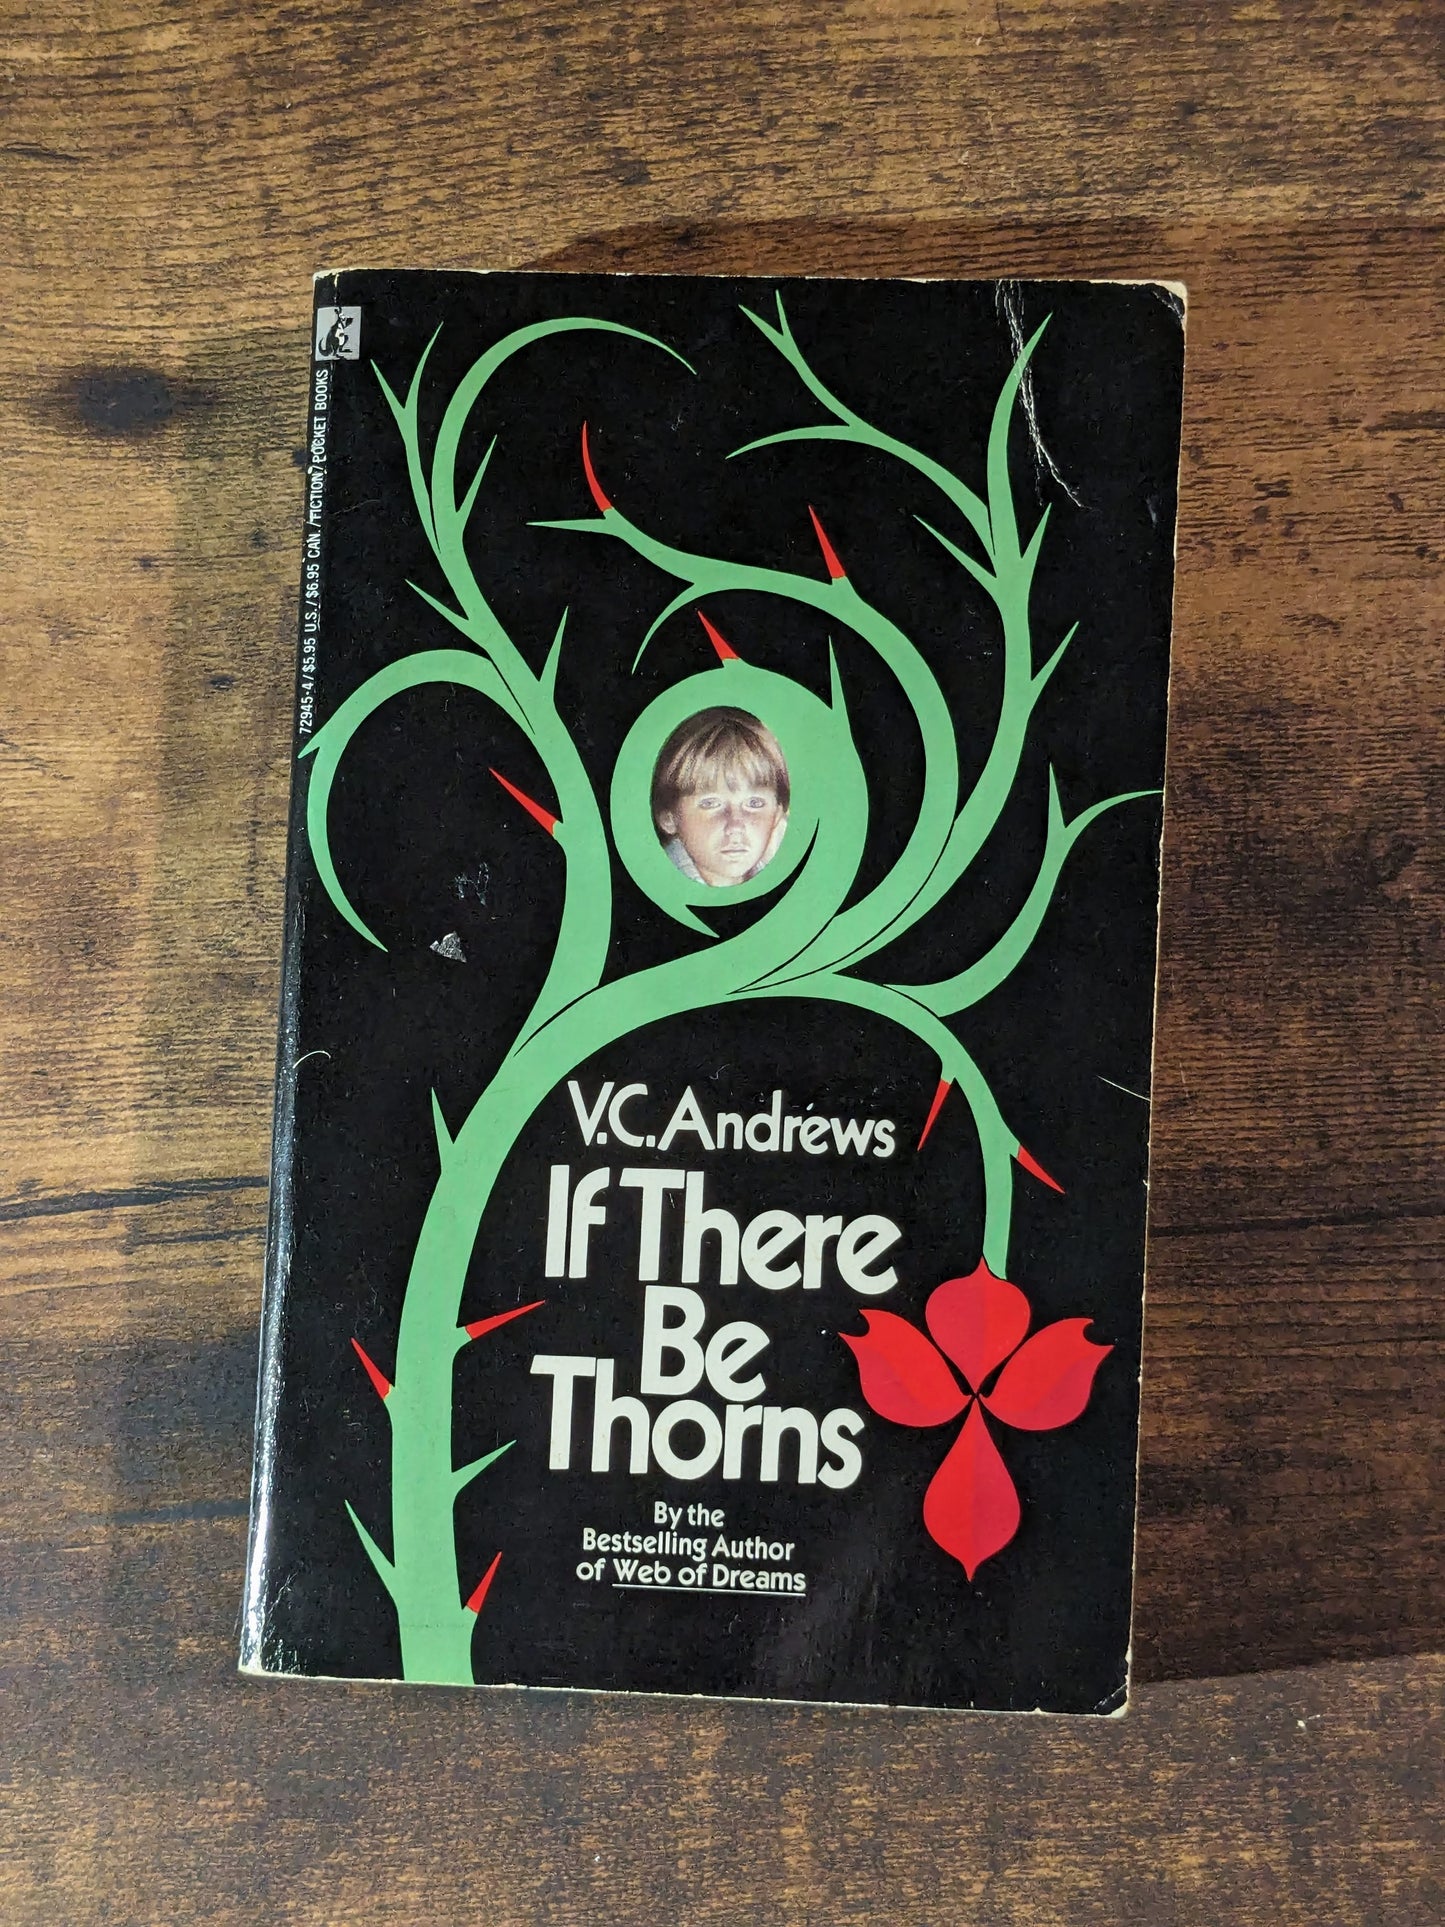 72945-4/$5.95 U.S./$6.95 CAN./FICTION/POCKET BOOKS
V.C. Andrews
If There
Be
Thorns
By the
Bestselling Author
of Web of Dreams